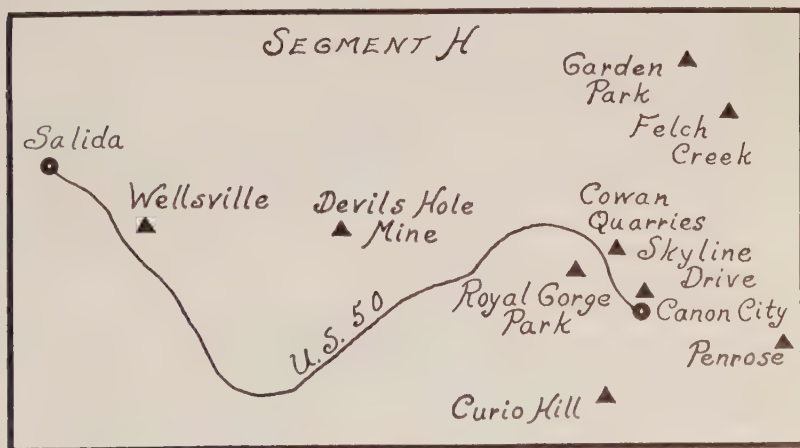 SEGMENT H
Garden
Park
Felch
Creek
Salida
Wellsville
Devils Hole
Mine
Cowan
Quarries
Skyline
Drive
Royal Gorge
Park
Canon City
U.S. 50
Penrose
Curio Hill